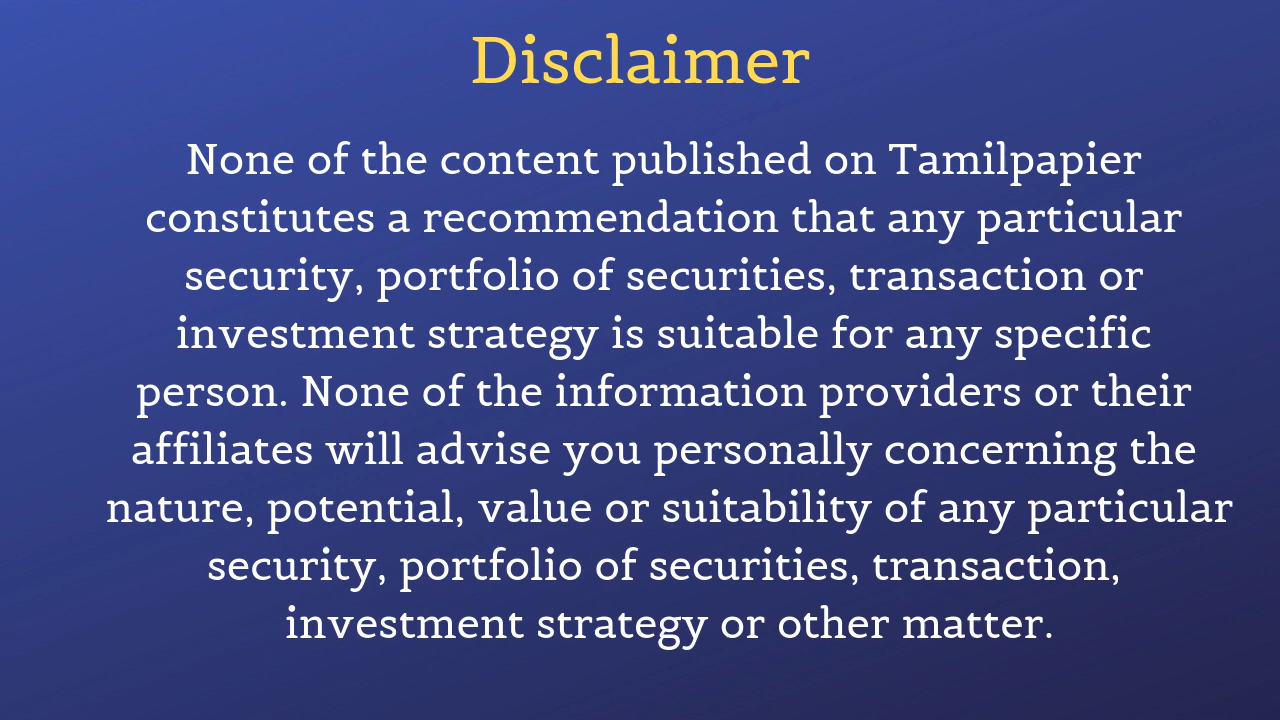 Disclaimer
None of the content published on Tamilpapier
constitutes a recommendation that any particular
security, portfolio of securities, transaction or
investment strategy is suitable for any specific
person. None of the information providers or their
affiliates will advise you personally concerning the
nature, potential, value or suitability of any particular
security, portfolio of securities, transaction,
investment strategy or other matter.